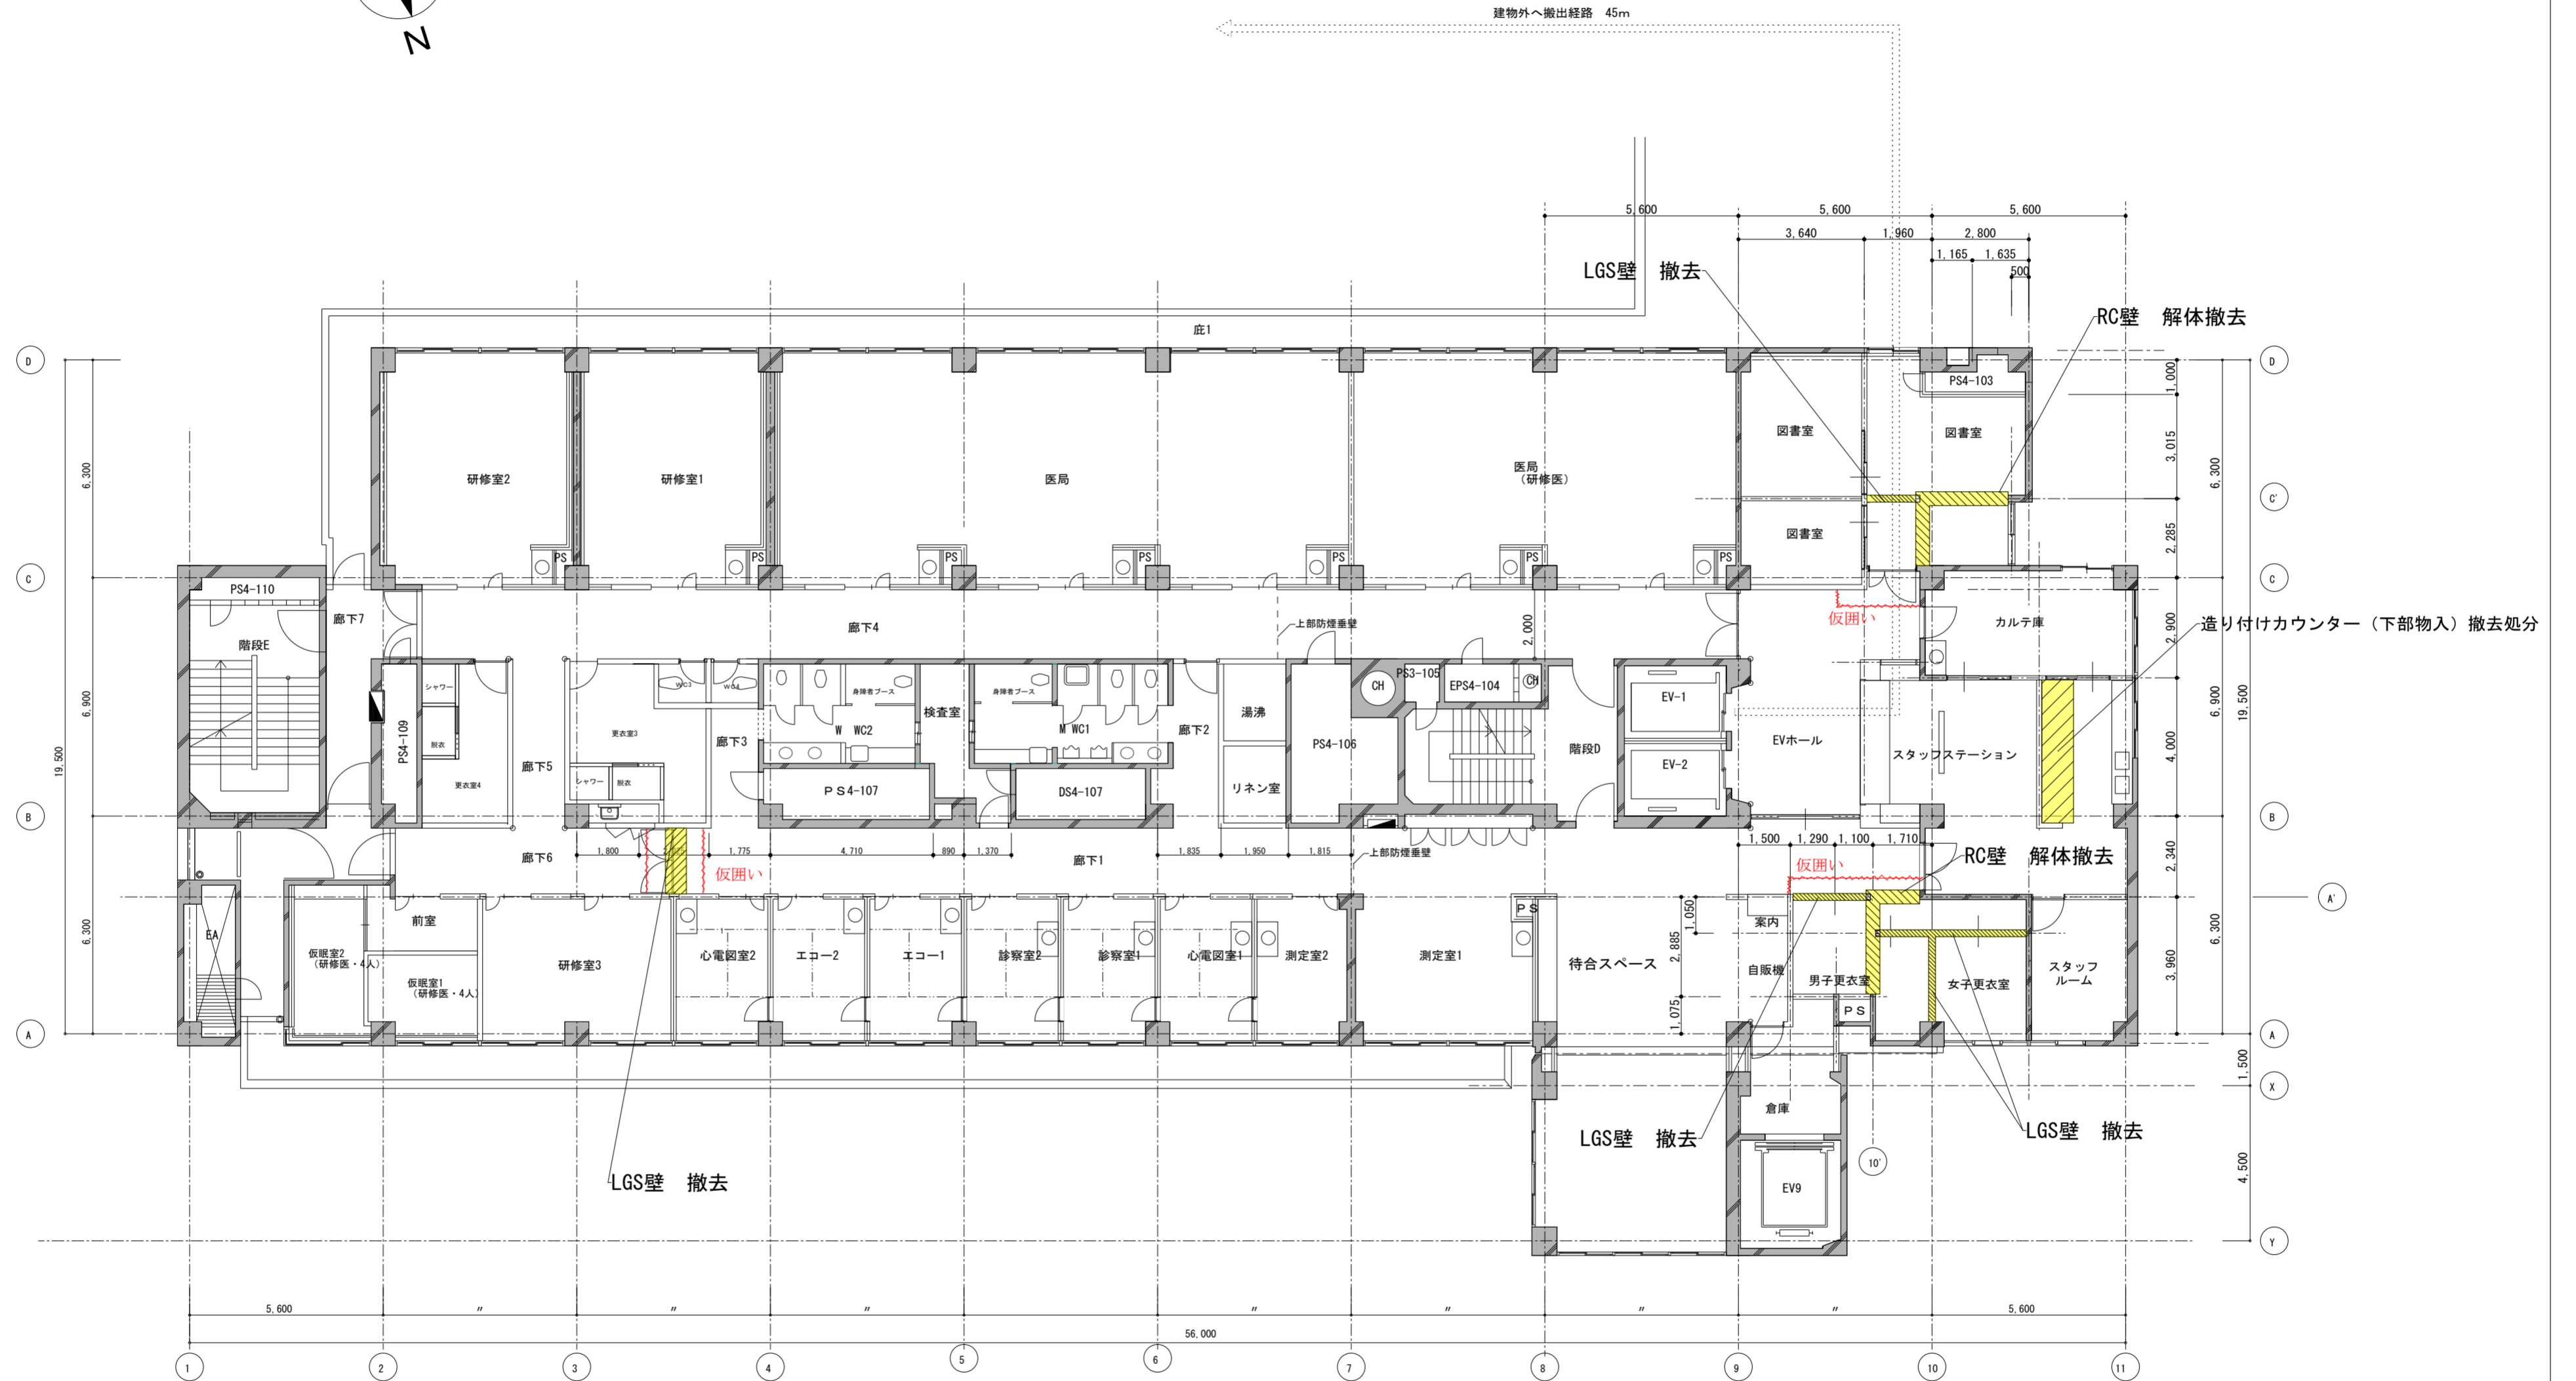 建物外へ搬出経路　45m
N
5,600
5,600
5,600
3,640
1,960
2,800
1,165
1,635
500
LGS壁　撤去
RC壁　解体撤去
庇1
D
D
PS4-103
1,000
図書室
図書室
3,015
6,300
6,300
研修室2
研修室1
医局
医局
（研修医）
C'
図書室
2,285
PS
PS
PS
PS
PS
PS
PS
C
C
PS4-110
廊下7
廊下4
上部防煙垂壁
2,000
仮囲い
カルテ庫
2,900
造り付けカウンター（下部物入）撤去処分
階段E
シャワー
WC3
WC4
身障者ブース
身障者ブース
CH
PS3-105
EPS4-104
CH
EV-1
6,900
19,500
PS4-109
脱衣
更衣室4
廊下5
更衣室3
廊下3
W　WC2
検査室
M WC1
廊下2
湯沸
PS4-106
階段D
EVホール
スタッフステーション
4,000
6,900
19,500
シャワー
脱衣
PS4-107
DS4-107
リネン室
EV-2
B
B
廊下6
1,800
1,775
4,710
890
1,370
廊下1
1,835
1,950
1,815
上部防煙垂壁
1,500
1,290
1,100
1,710
仮囲い
仮囲い
RC壁　解体撤去
2,340
A'
EA
前室
PS
1,050
案内
6,300
仮眠室2
（研修医・4人）
仮眠室1
（研修医・4人）
研修室3
心電図室2
エコー2
エコー1
診察室2
診察室1
心電図室1
測定室2
測定室1
待合スペース
2,885
自販機
男子更衣室
女子更衣室
スタッフ
ルーム
3,960
6,300
1,075
PS
A
A
1,500
X
倉庫
LGS壁　撤去
LGS壁　撤去
LGS壁　撤去
10'
EV9
4,500
Y
5,600
〃
〃
〃
〃
〃
〃
〃
5,600
56,000
1
2
3
4
5
6
7
8
9
10
11